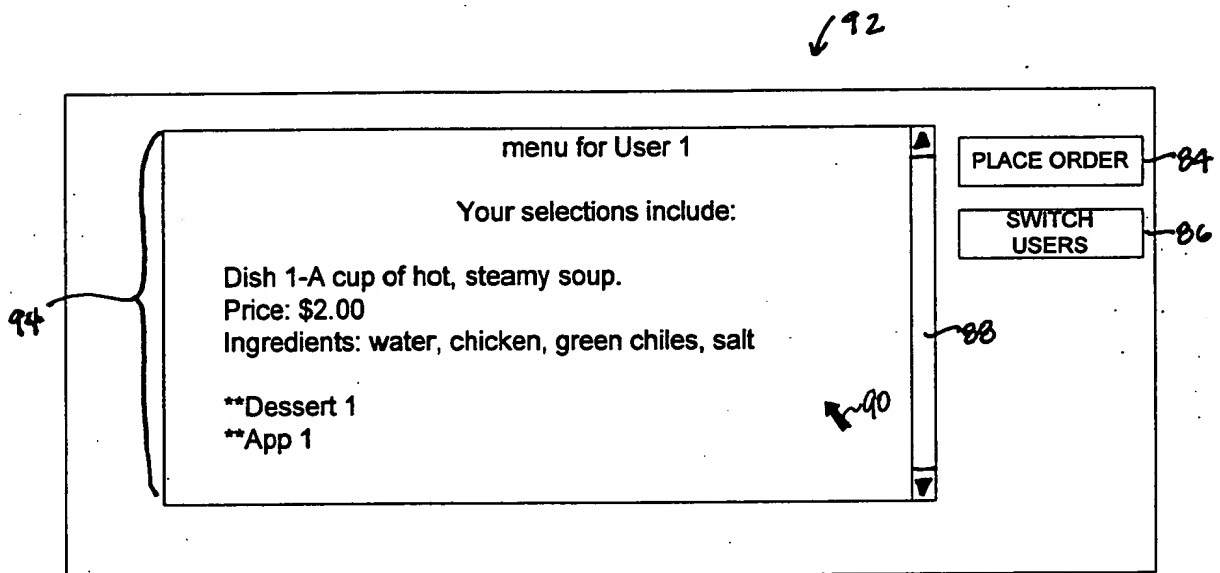 92
menu for User 1
Your selections include:
Dish 1-A cup of hot, steamy soup.
Price: $2.00
Ingredients: water, chicken, green chiles, salt
**Dessert 1
**App 1
PLACE ORDER
84
SWITCH
USERS
86
88
90
94